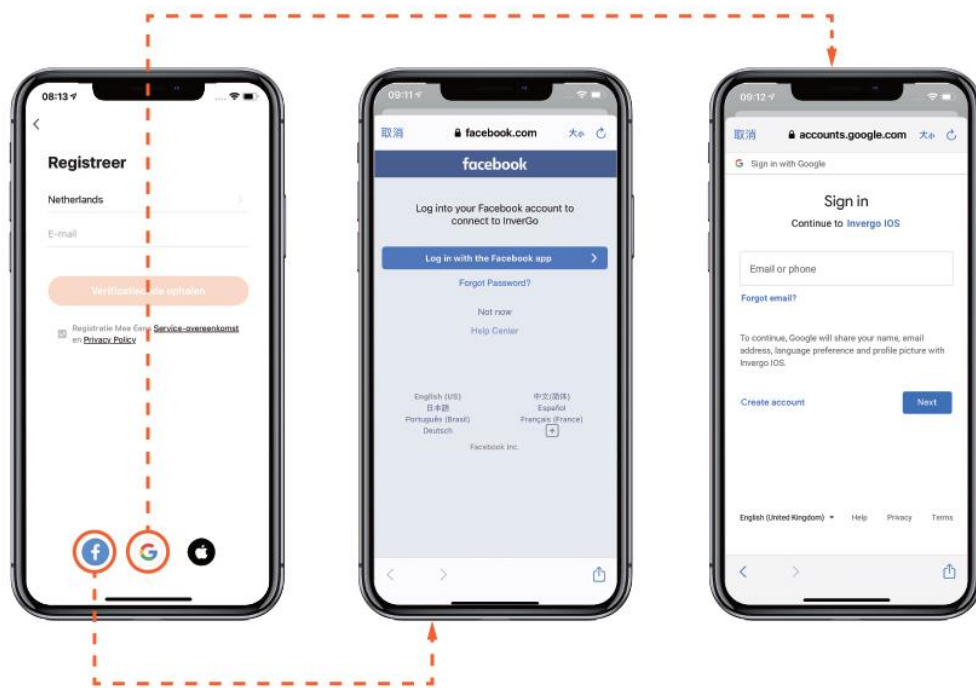 08:13
Registreer
Netherlands
E-mail
Verificatiecode ophalen
Registratie Mee Eens Service-overeenkomst
en Privacy Policy
09:11
取消 facebook.com 大小
facebook
Log into your Facebook account to
connect to InverGo
Log in with the Facebook app
Forgot Password?
Not now
Help Center
English (US) 中文(简体)
日本語 Español
Português (Brasil) Français (France)
Deutsch
Facebook Inc.
09:12
取消 accounts.google.com 大小
G Sign in with Google
Sign in
Continue to Invergo IOS
Email or phone
Forgot email?
To continue, Google will share your name, email
address, language preference and profile picture with
Invergo IOS.
Create account Next
English (United Kingdom) Help Privacy Terms